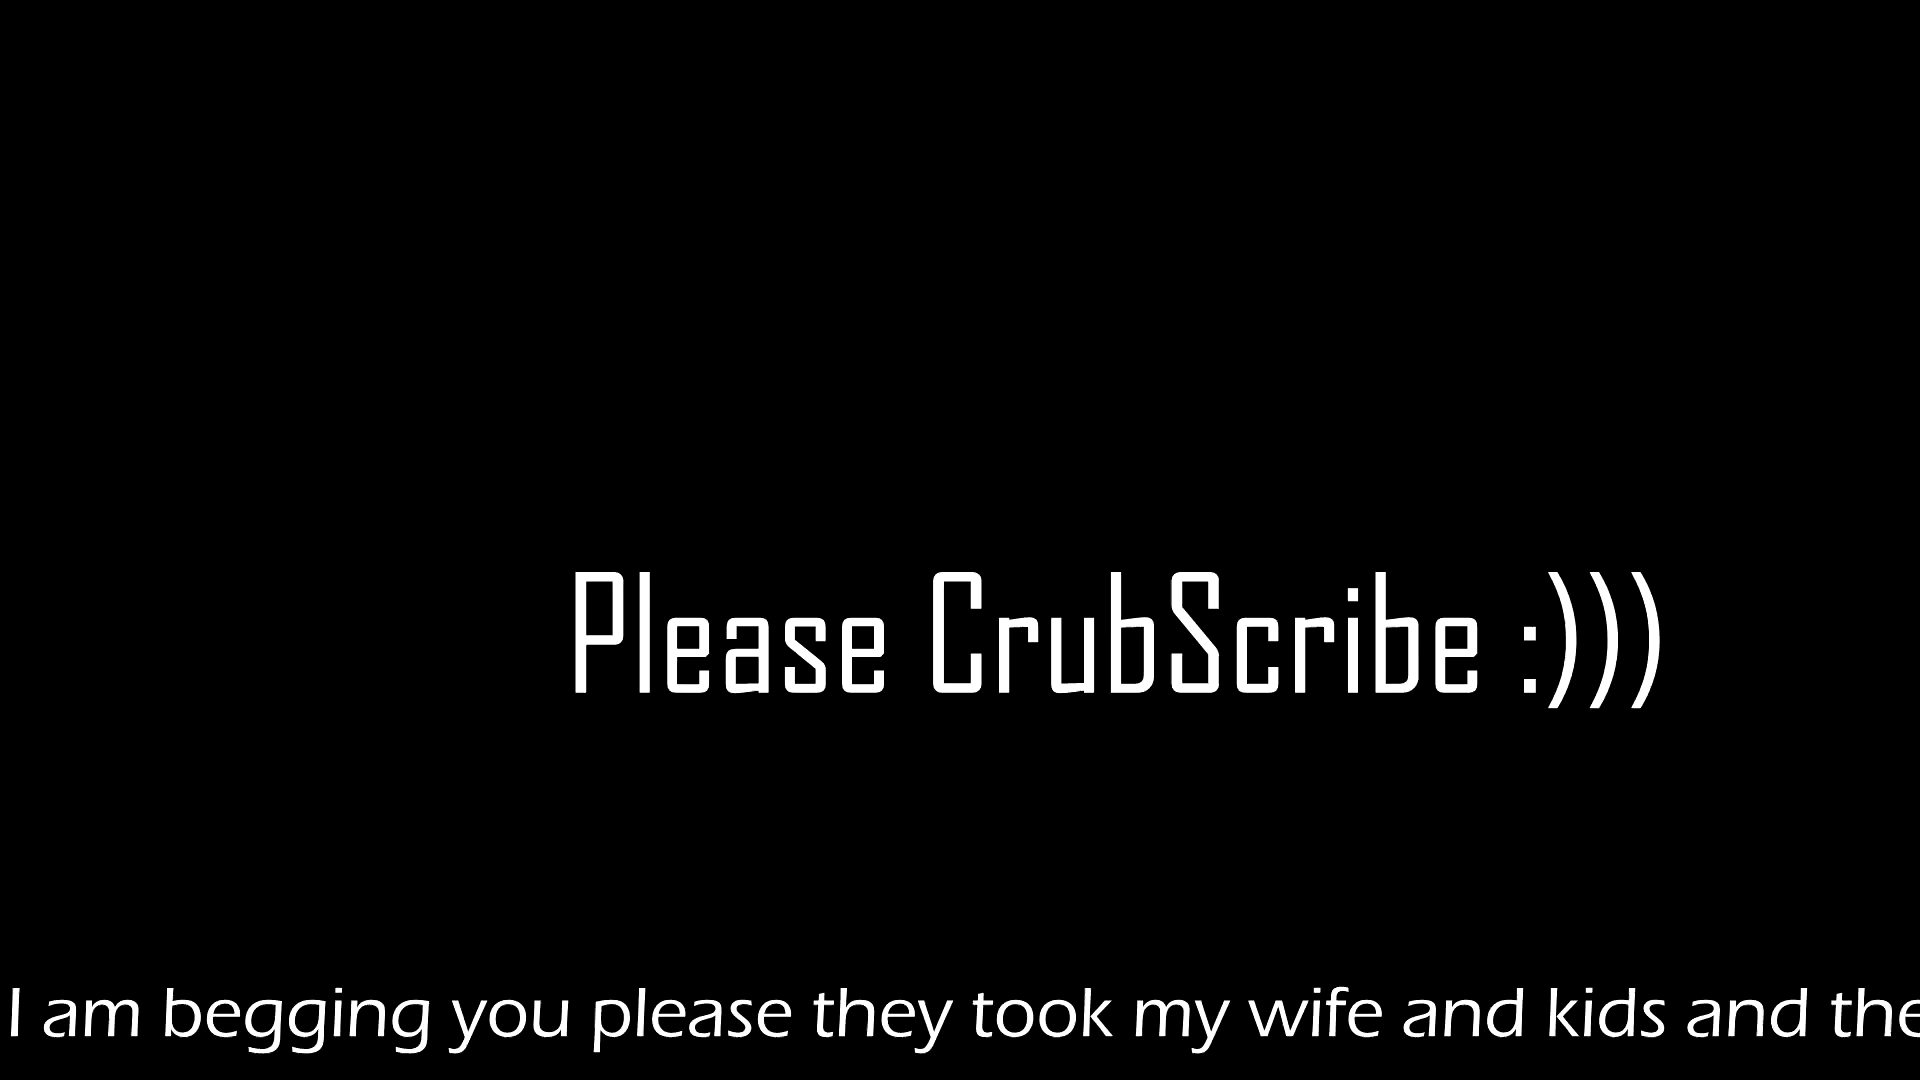 Please CrubScribe :)))
I am begging you please they took my wife and kids and the